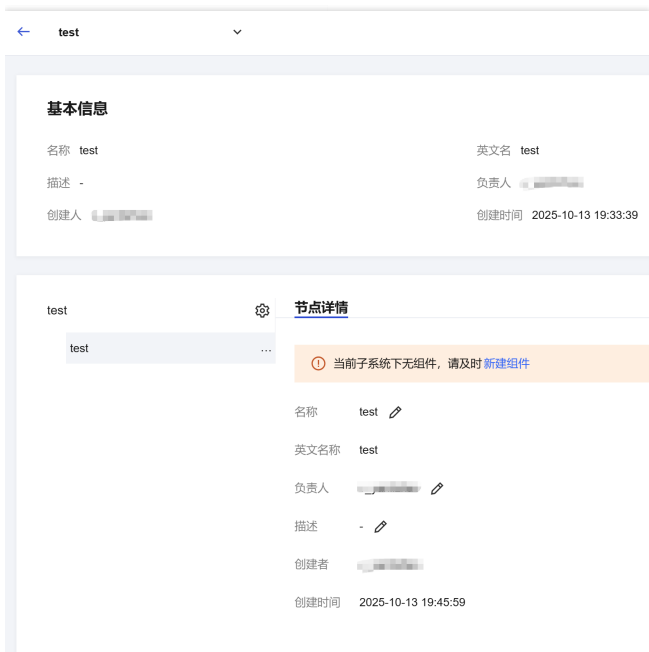 test
基本信息
名称 test
英文名 test
描述 -
负责人
创建人
创建时间 2025-10-13 19:33:39
test
节点详情
test ...
当前子系统下无组件，请及时新建组件
名称 test
英文名称 test
负责人
描述 -
创建者
创建时间 2025-10-13 19:45:59